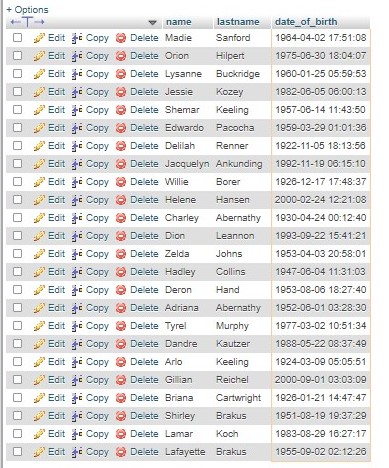 + Options
←T→ name lastname date_of_birth
Edit Copy Delete Madie Sanford 1964-04-02 17:51:08
Edit Copy Delete Orion Hilpert 1975-06-30 18:04:07
Edit Copy Delete Lysanne Buckridge 1960-01-25 05:59:53
Edit Copy Delete Jessie Kozey 1982-06-05 06:00:13
Edit Copy Delete Shemar Keeling 1957-06-14 11:43:50
Edit Copy Delete Edwardo Pacocha 1959-03-29 01:01:36
Edit Copy Delete Delilah Renner 1922-11-05 18:13:56
Edit Copy Delete Jacquelyn Ankunding 1992-11-19 06:15:10
Edit Copy Delete Willie Borer 1926-12-17 17:48:37
Edit Copy Delete Helene Hansen 2000-02-24 12:21:08
Edit Copy Delete Charley Abernathy 1930-04-24 00:12:40
Edit Copy Delete Dion Leannon 1993-09-22 15:41:21
Edit Copy Delete Zelda Johns 1953-04-03 20:58:01
Edit Copy Delete Hadley Collins 1947-06-04 11:31:03
Edit Copy Delete Deron Hand 1953-08-06 18:27:40
Edit Copy Delete Adriana Abernathy 1952-06-01 03:28:30
Edit Copy Delete Tyrel Murphy 1977-03-02 10:51:34
Edit Copy Delete Dandre Kautzer 1988-05-22 08:37:49
Edit Copy Delete Arlo Keeling 1924-03-09 05:05:51
Edit Copy Delete Gillian Reichel 2000-09-01 03:03:09
Edit Copy Delete Briana Cartwright 1926-01-21 14:47:47
Edit Copy Delete Shirley Brakus 1951-08-19 19:37:29
Edit Copy Delete Lamar Koch 1983-08-29 16:27:17
Edit Copy Delete Lafayette Brakus 1955-09-02 02:12:26